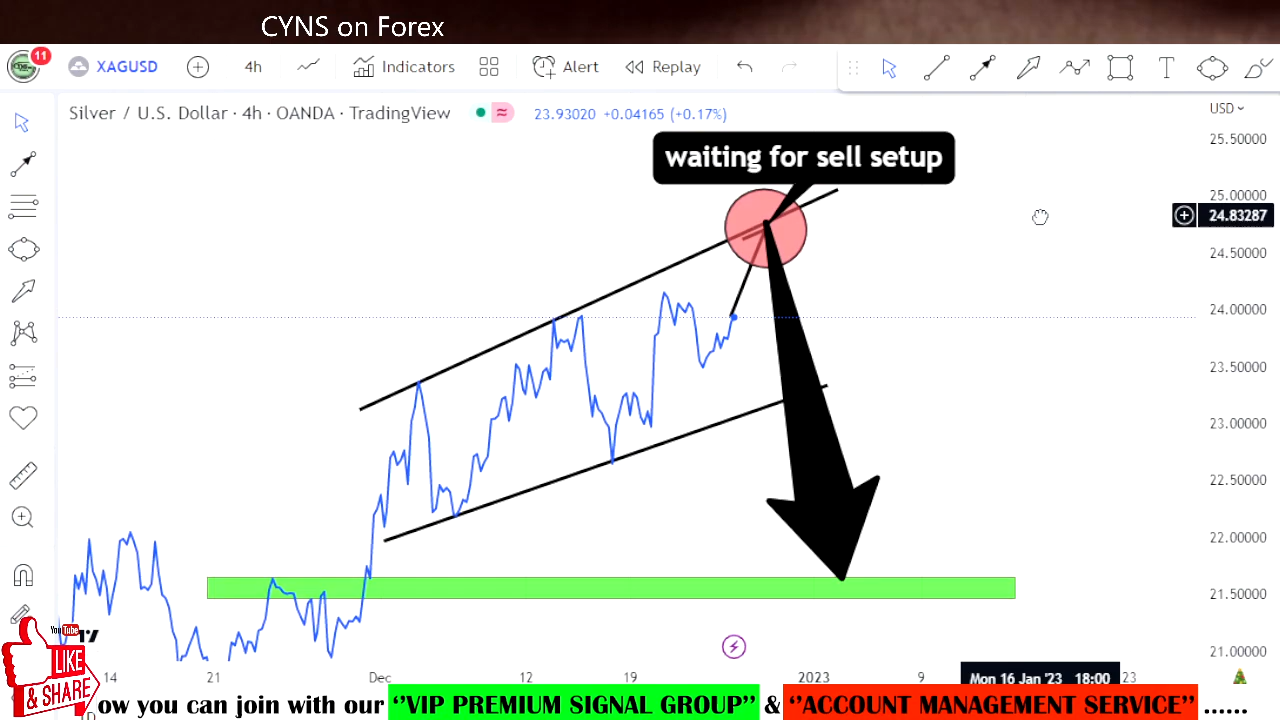 CYNS on Forex
11
XAGUSD
4h
Indicators
Alert
Replay
Silver / U.S. Dollar · 4h · OANDA · TradingView
23.93020 +0.04165 (+0.17%)
USD
waiting for sell setup
25.50000
25.00000
24.83287
24.50000
24.00000
23.50000
23.00000
22.50000
22.00000
21.50000
21.00000
14
21
Dec
12
19
2023
9
Mon 16 Jan '23 18:00
23
YouTube
LIKE
& SHARE
ow you can join with our ‘‘VIP PREMIUM SIGNAL GROUP’’ & ‘‘ACCOUNT MANAGEMENT SERVICE’’ ......